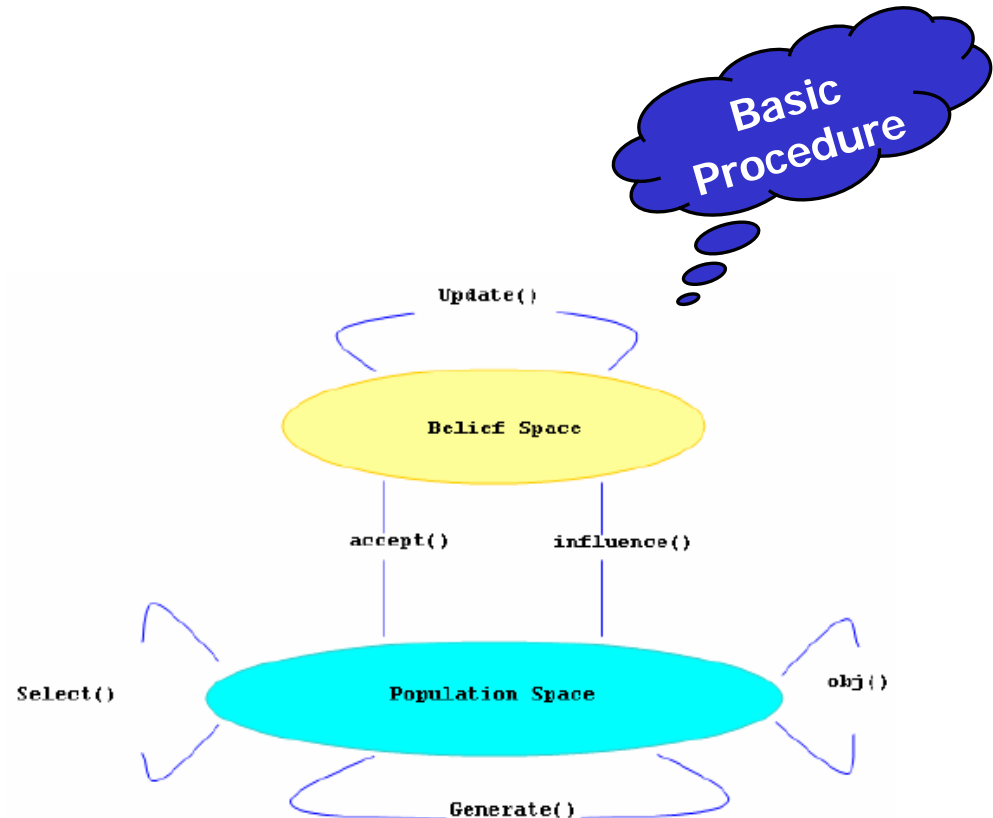 Basic
Procedure
Update()
Belief Space
accept()
influence()
Select()
Population Space
obj()
Generate()